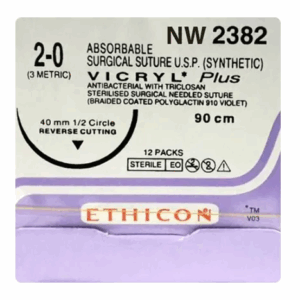 NW 2382
2-0
(3 METRIC)
ABSORBABLE
SURGICAL SUTURE U.S.P. (SYNTHETIC)
VICRYL* Plus
ANTIBACTERIAL WITH TRICLOSAN
STERILISED SURGICAL NEEDLED SUTURE
(BRAIDED COATED POLYGLACTIN 910 VIOLET)
40 mm 1/2 Circle
REVERSE CUTTING
90 cm
12 PACKS
STERILE EO
ETHICON
*TM
V03